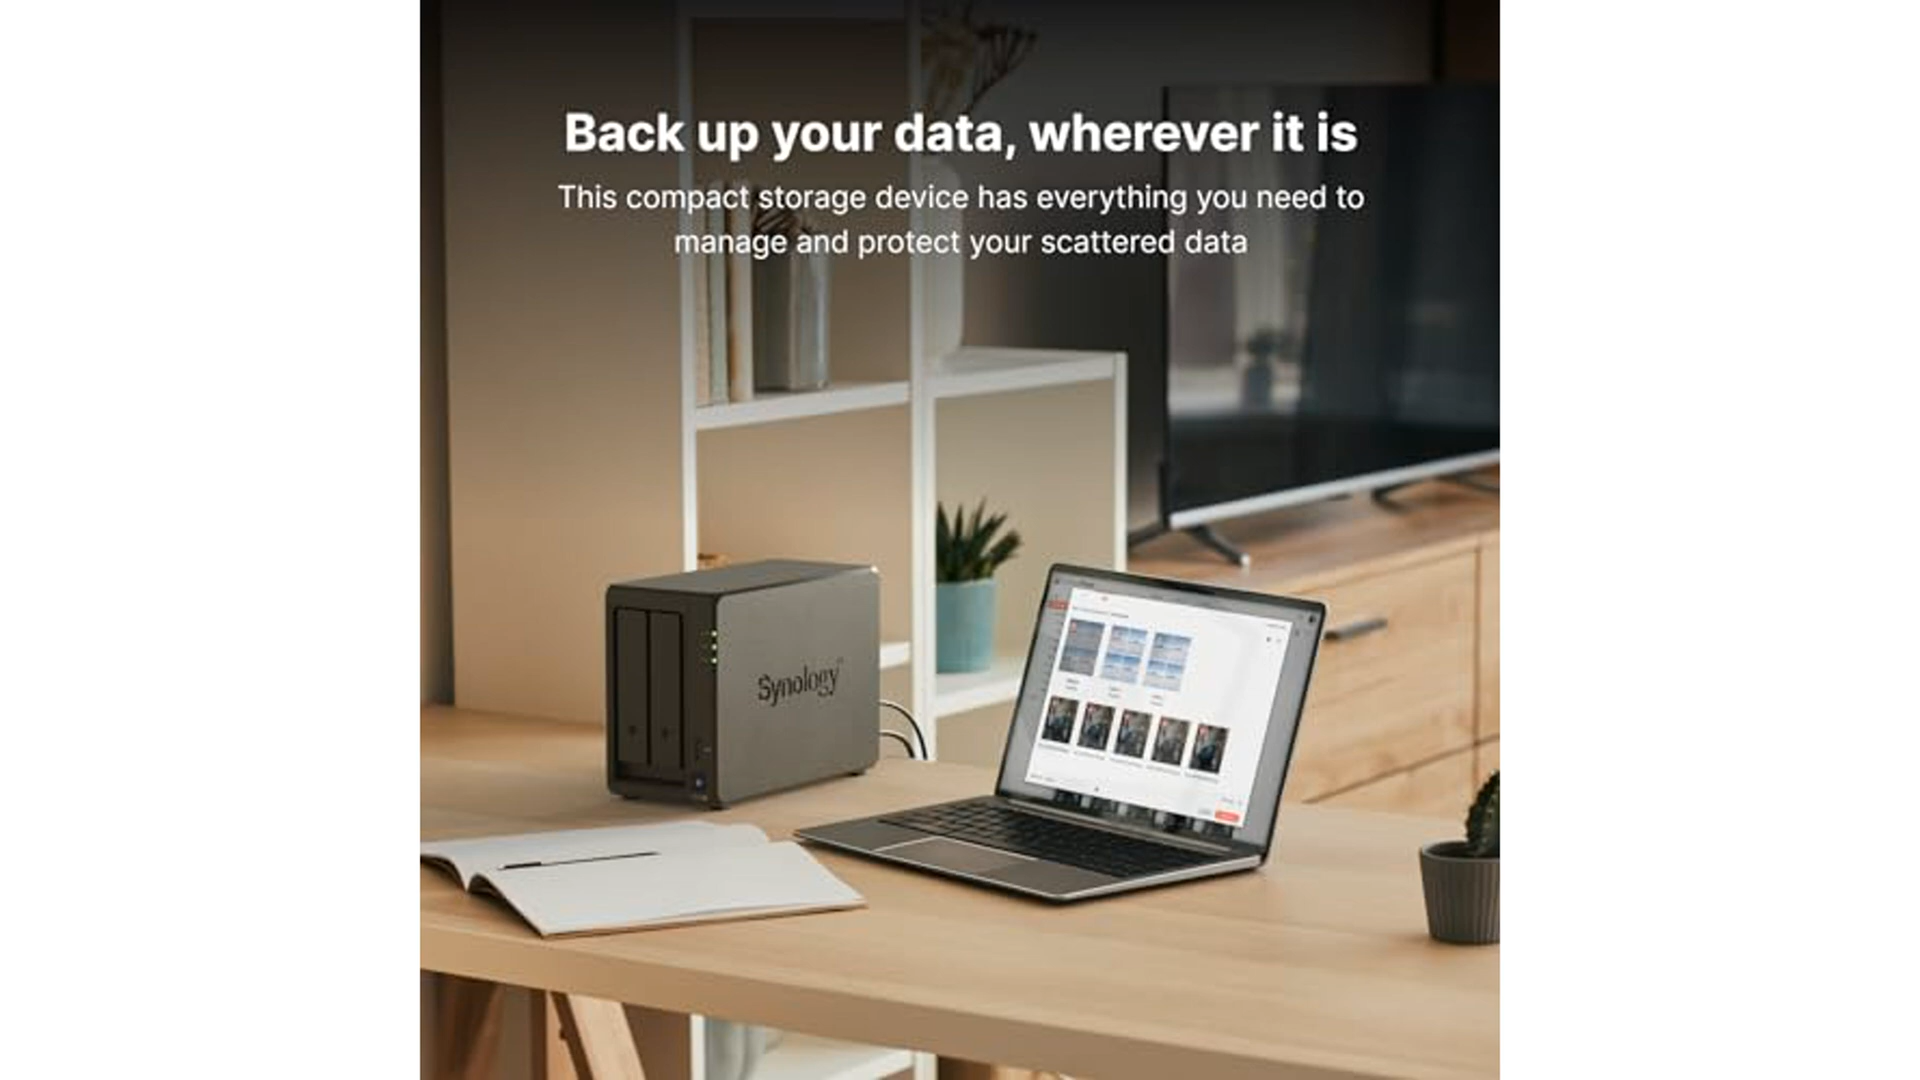 Back up your data, wherever it is
This compact storage device has everything you need to
manage and protect your scattered data
Synology